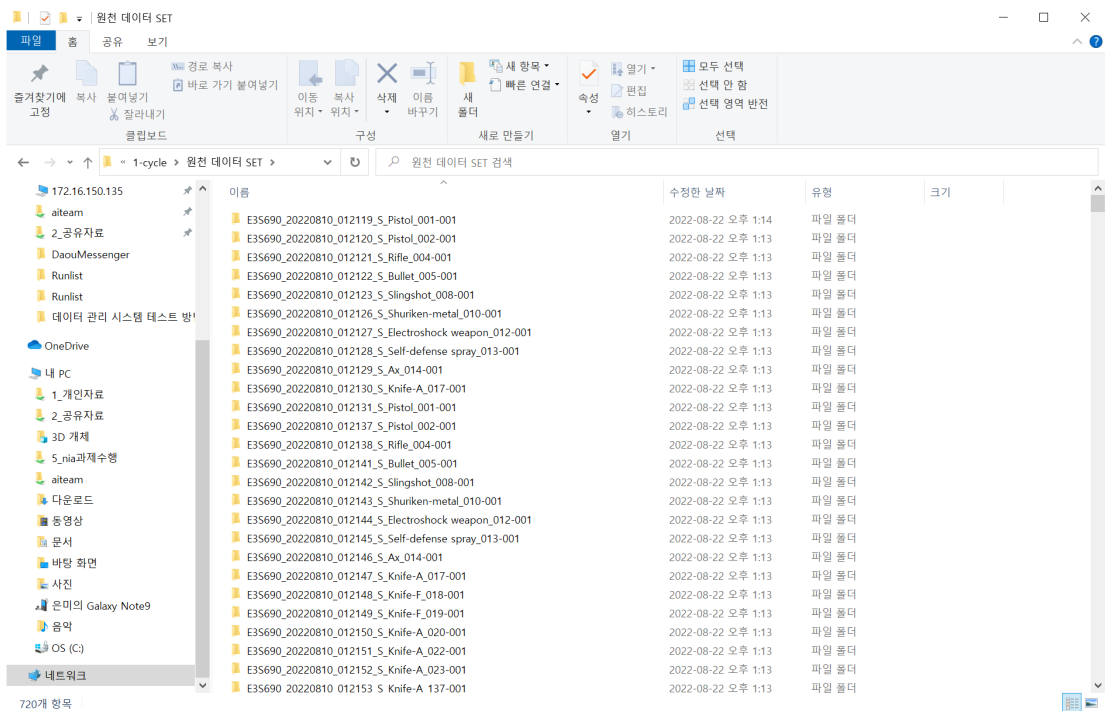 원천 데이터 SET
파일 홈 공유 보기
즐겨찾기에 고정
복사
붙여넣기
경로 복사
바로 가기 붙여넣기
잘라내기
클립보드
이동 위치
복사 위치
삭제
이름 바꾸기
구성
새 폴더
새 항목
빠른 연결
새로 만들기
속성
열기
편집
히스토리
열기
모두 선택
선택 안 함
선택 영역 반전
선택
« 1-cycle > 원천 데이터 SET >
원천 데이터 SET 검색
172.16.150.135
aiteam
2_공유자료
DaouMessenger
Runlist
Runlist
데이터 관리 시스템 테스트 방
OneDrive
내 PC
1_개인자료
2_공유자료
3D 개체
5_nia과제수행
aiteam
다운로드
동영상
문서
바탕 화면
사진
은미의 Galaxy Note9
음악
OS (C:)
네트워크
이름 수정한 날짜 유형 크기
E3S690_20220810_012119_S_Pistol_001-001 2022-08-22 오후 1:14 파일 폴더
E3S690_20220810_012120_S_Pistol_002-001 2022-08-22 오후 1:13 파일 폴더
E3S690_20220810_012121_S_Rifle_004-001 2022-08-22 오후 1:13 파일 폴더
E3S690_20220810_012122_S_Bullet_005-001 2022-08-22 오후 1:13 파일 폴더
E3S690_20220810_012123_S_Slingshot_008-001 2022-08-22 오후 1:13 파일 폴더
E3S690_20220810_012126_S_Shuriken-metal_010-001 2022-08-22 오후 1:13 파일 폴더
E3S690_20220810_012127_S_Electroshock weapon_012-001 2022-08-22 오후 1:13 파일 폴더
E3S690_20220810_012128_S_Self-defense spray_013-001 2022-08-22 오후 1:13 파일 폴더
E3S690_20220810_012129_S_Ax_014-001 2022-08-22 오후 1:13 파일 폴더
E3S690_20220810_012130_S_Knife-A_017-001 2022-08-22 오후 1:13 파일 폴더
E3S690_20220810_012131_S_Pistol_001-001 2022-08-22 오후 1:13 파일 폴더
E3S690_20220810_012137_S_Pistol_002-001 2022-08-22 오후 1:13 파일 폴더
E3S690_20220810_012138_S_Rifle_004-001 2022-08-22 오후 1:13 파일 폴더
E3S690_20220810_012141_S_Bullet_005-001 2022-08-22 오후 1:13 파일 폴더
E3S690_20220810_012142_S_Slingshot_008-001 2022-08-22 오후 1:13 파일 폴더
E3S690_20220810_012143_S_Shuriken-metal_010-001 2022-08-22 오후 1:13 파일 폴더
E3S690_20220810_012144_S_Electroshock weapon_012-001 2022-08-22 오후 1:13 파일 폴더
E3S690_20220810_012145_S_Self-defense spray_013-001 2022-08-22 오후 1:13 파일 폴더
E3S690_20220810_012146_S_Ax_014-001 2022-08-22 오후 1:13 파일 폴더
E3S690_20220810_012147_S_Knife-A_017-001 2022-08-22 오후 1:13 파일 폴더
E3S690_20220810_012148_S_Knife-F_018-001 2022-08-22 오후 1:13 파일 폴더
E3S690_20220810_012149_S_Knife-F_019-001 2022-08-22 오후 1:13 파일 폴더
E3S690_20220810_012150_S_Knife-A_020-001 2022-08-22 오후 1:13 파일 폴더
E3S690_20220810_012151_S_Knife-A_022-001 2022-08-22 오후 1:13 파일 폴더
E3S690_20220810_012152_S_Knife-A_023-001 2022-08-22 오후 1:13 파일 폴더
E3S690_20220810_012153_S_Knife-A_137-001 2022-08-22 오후 1:13 파일 폴더
720개 항목